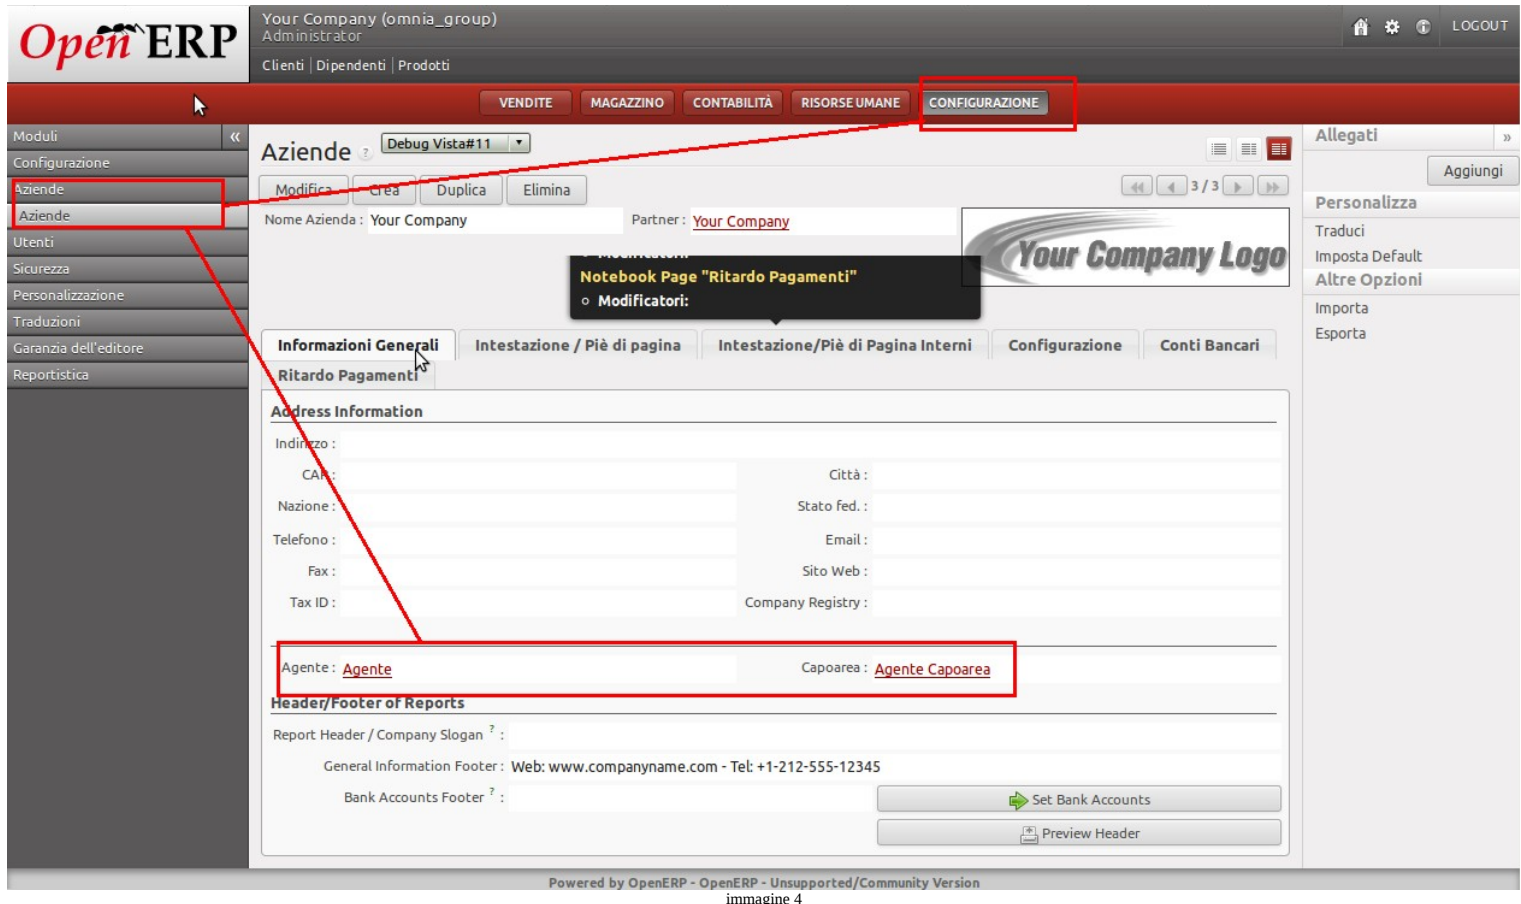 Open ERP
Your Company (omnia_group)
Administrator
LOGOUT
Clienti | Dipendenti | Prodotti
VENDITE MAGAZZINO CONTABILITÀ RISORSE UMANE CONFIGURAZIONE
Moduli «
Configurazione
Aziende
Aziende
Utenti
Sicurezza
Personalizzazione
Traduzioni
Garanzia dell'editore
Reportistica
Aziende ? Debug Vista#11
Modifica Crea Duplica Elimina
3 / 3
Nome Azienda : Your Company Partner : Your Company
Your Company Logo
Modificatori:
Notebook Page "Ritardo Pagamenti"
Modificatori:
Informazioni Generali Intestazione / Piè di pagina Intestazione/Piè di Pagina Interni Configurazione Conti Bancari
Ritardo Pagamenti
Address Information
Indirizzo :
CAP : Città :
Nazione : Stato fed. :
Telefono : Email :
Fax : Sito Web :
Tax ID : Company Registry :
Agente : Agente Capoarea : Agente Capoarea
Header/Footer of Reports
Report Header / Company Slogan ? :
General Information Footer : Web: www.companyname.com - Tel: +1-212-555-12345
Bank Accounts Footer ? : Set Bank Accounts
Preview Header
Allegati »
Aggiungi
Personalizza
Traduci
Imposta Default
Altre Opzioni
Importa
Esporta
Powered by OpenERP - OpenERP - Unsupported/Community Version
immagine 4